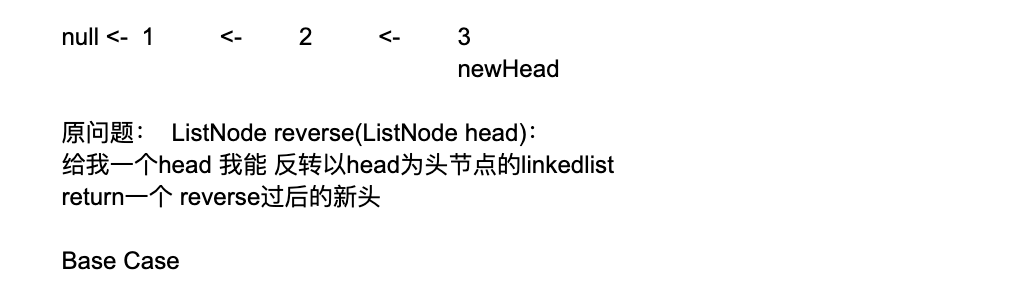 null <- 1 <- 2 <- 3
newHead
原问题： ListNode reverse(ListNode head)：
给我一个head 我能 反转以head为头节点的linkedlist
return一个 reverse过后的新头
Base Case